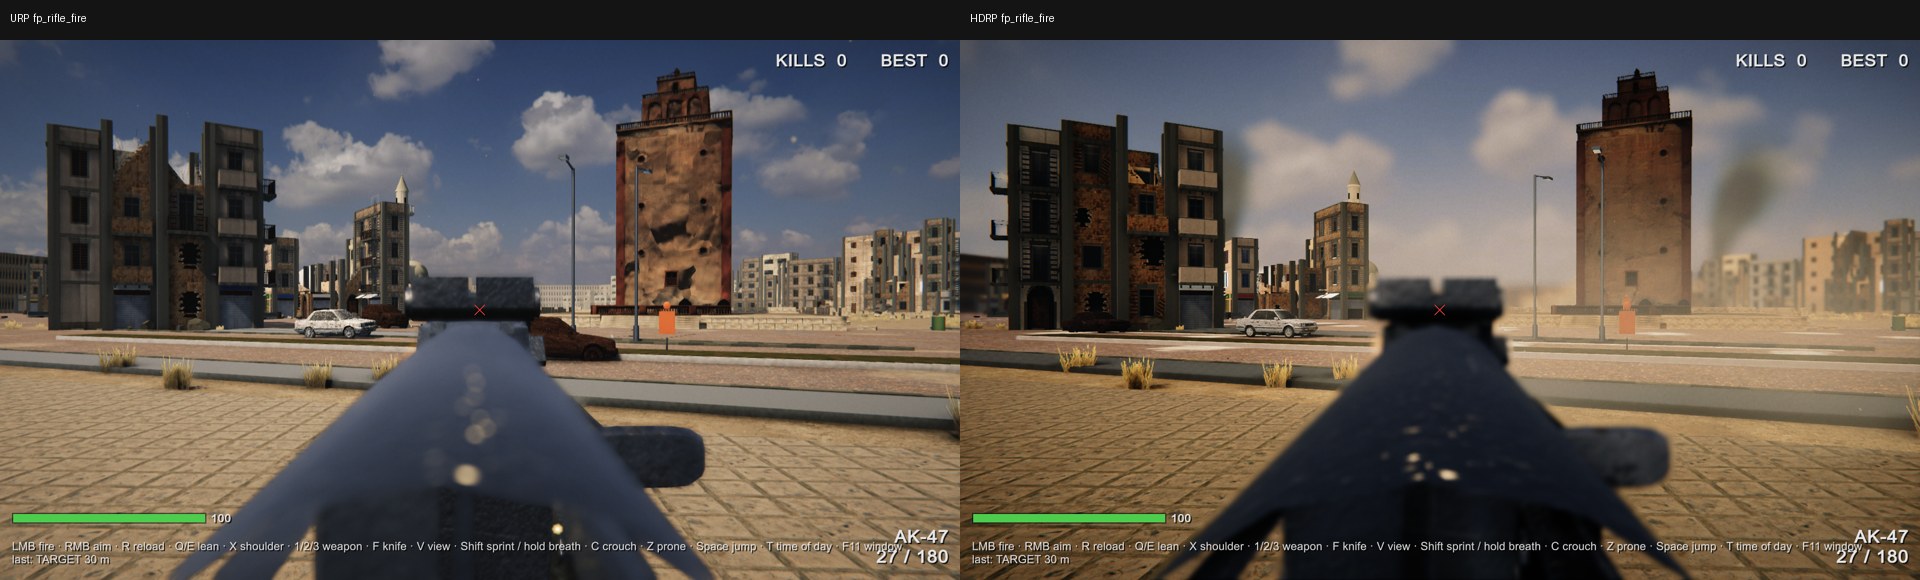 URP fp_rifle_fire
KILLS 0 BEST 0
100
AK-47
LMB fire · RMB aim · R reload · Q/E lean · X shoulder · 1/2/3 weapon · F knife · V view · Shift sprint / hold breath · C crouch · Z prone · Space jump · T time of day · F11 window
27 / 180
last: TARGET 30 m
HDRP fp_rifle_fire
KILLS 0 BEST 0
100
AK-47
LMB fire · RMB aim · R reload · Q/E lean · X shoulder · 1/2/3 weapon · F knife · V view · Shift sprint / hold breath · C crouch · Z prone · Space jump · T time of day · F11 window
27 / 180
last: TARGET 30 m